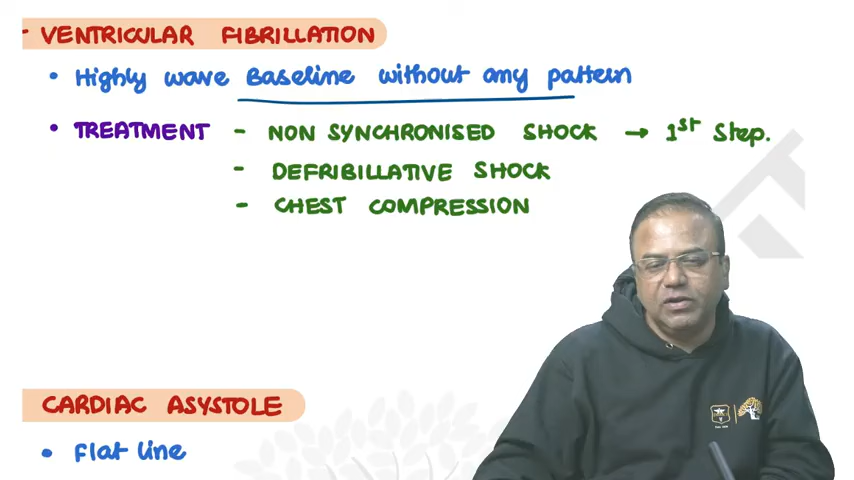 VENTRICULAR FIBRILLATION
• Highly wave Baseline without any pattern
• TREATMENT - NON SYNCHRONISED SHOCK → 1st Step.
- DEFRIBILLATIVE SHOCK
- CHEST COMPRESSION
CARDIAC ASYSTOLE
• Flat line